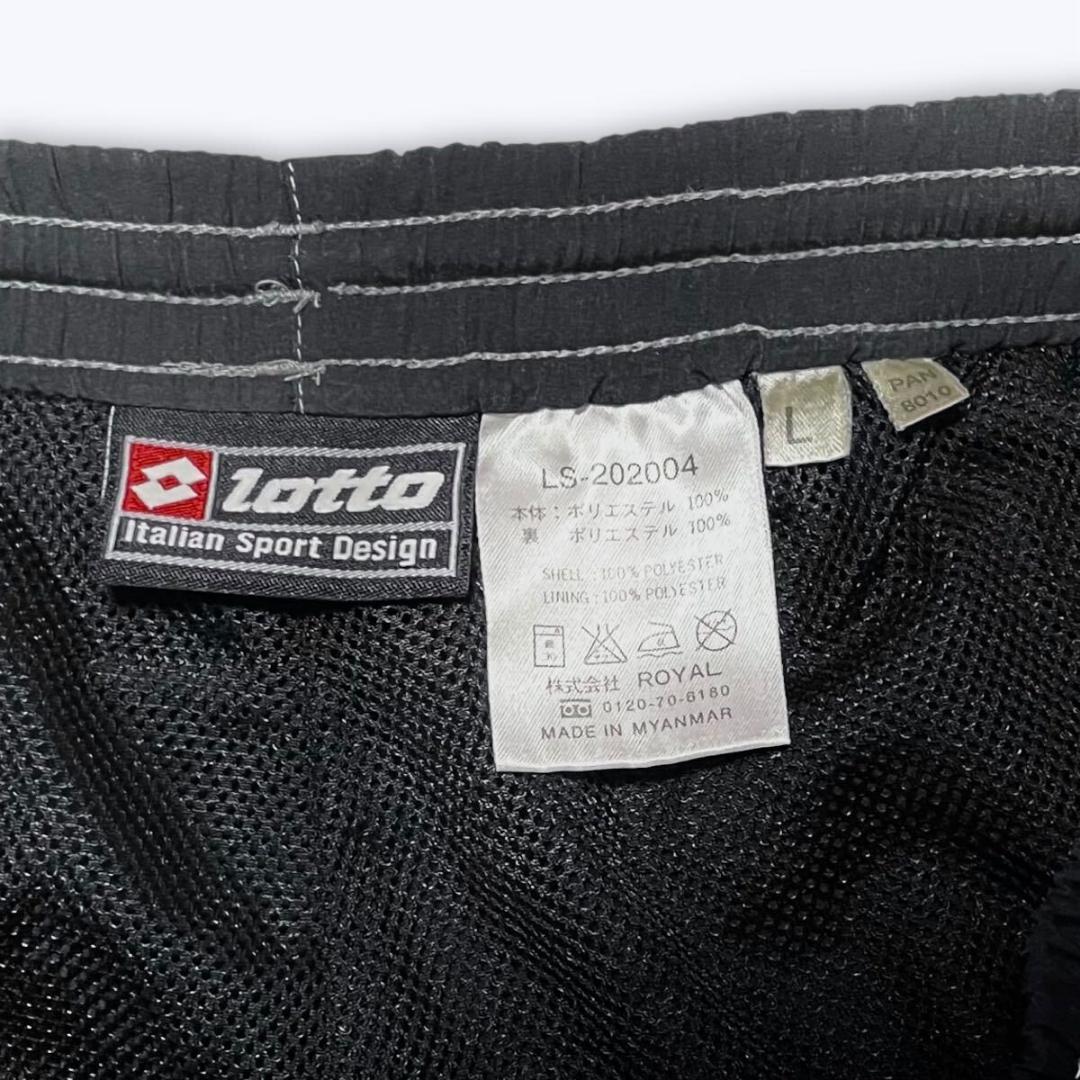 lotto
Italian Sport Design
LS-202004
本体：ポリエステル 100%
裏 ポリエステル 100%
SHELL : 100% POLYESTER
LINING : 100% POLYESTER
株式会社 ROYAL
0120-70-6180
MADE IN MYANMAR
L
PAN
8010